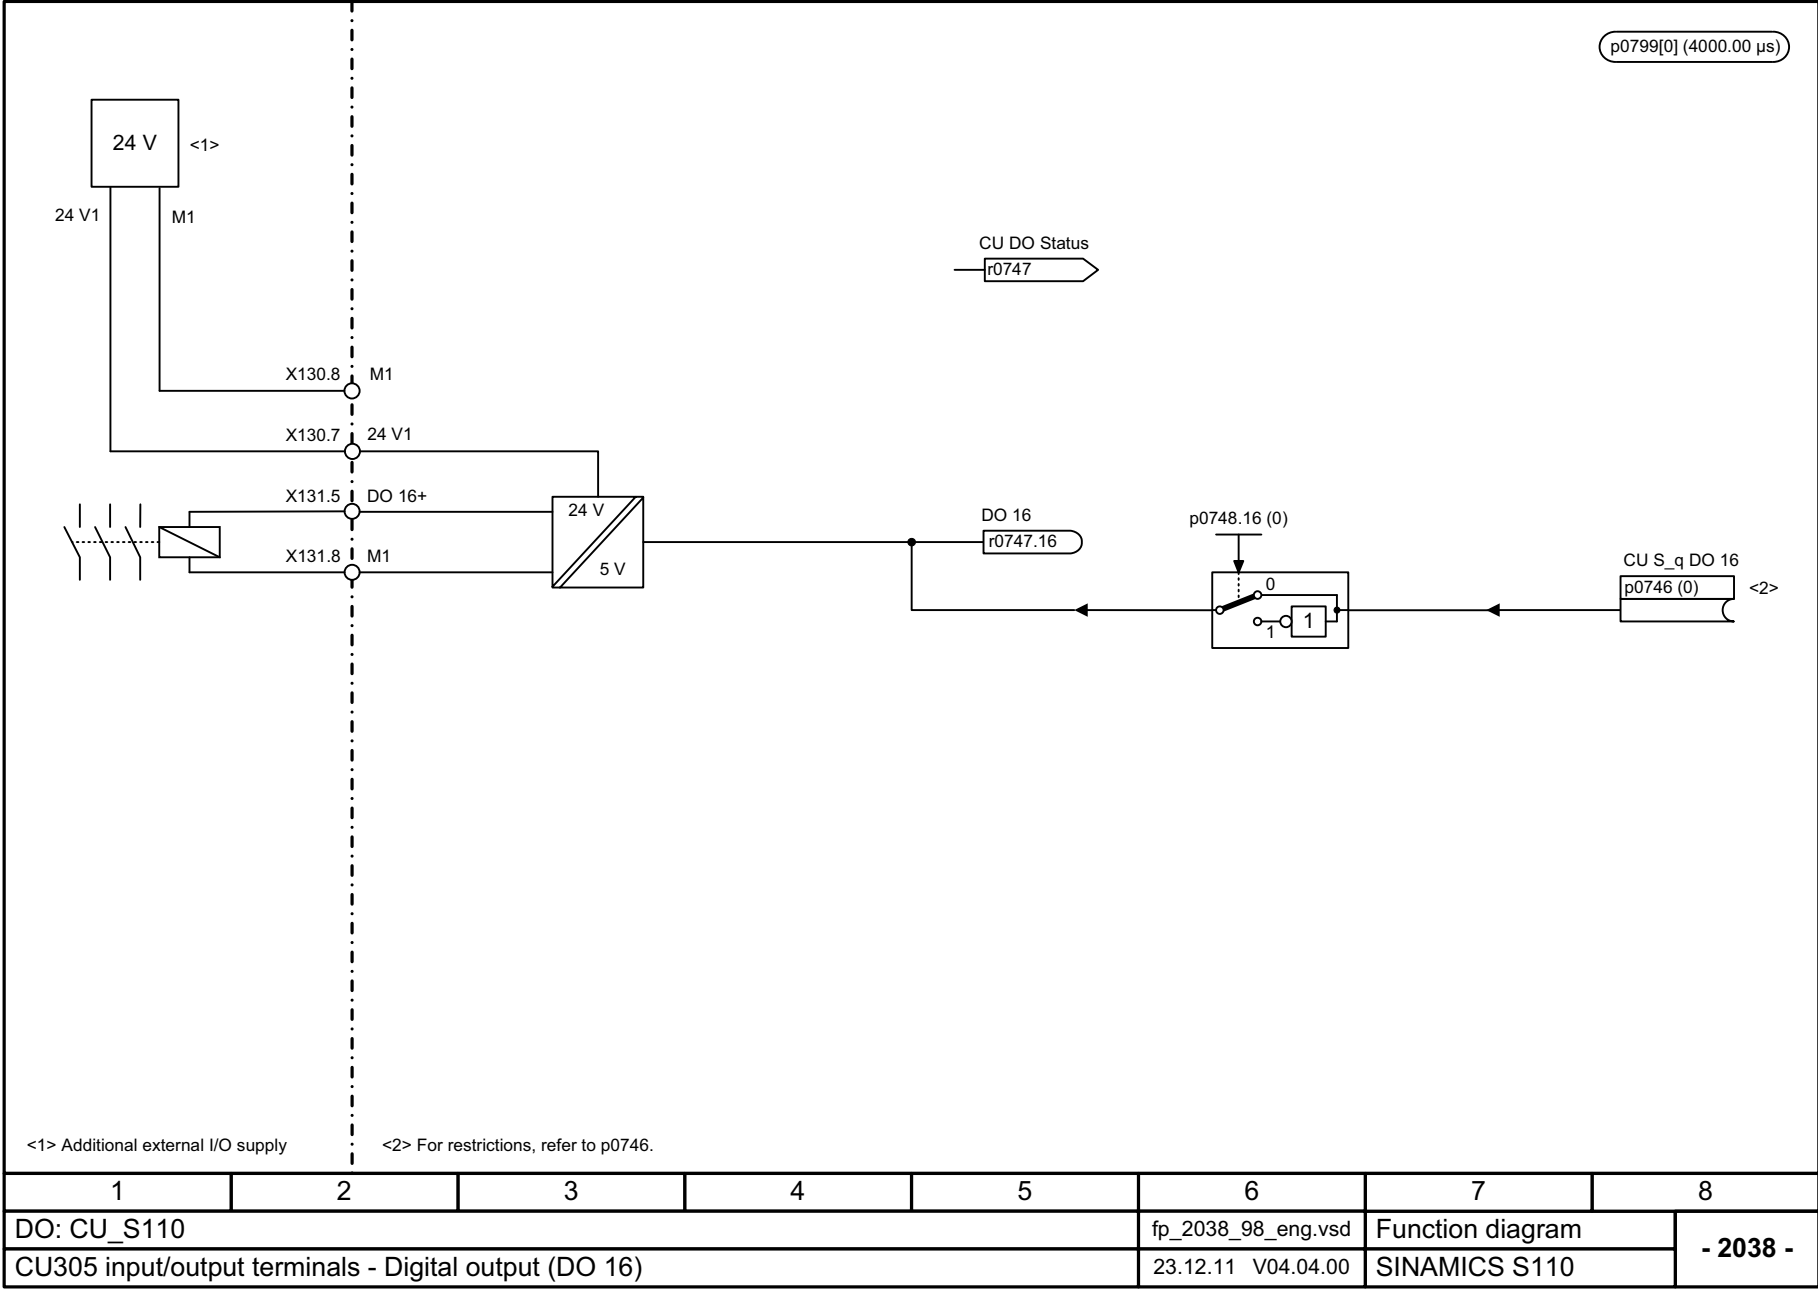 p0799[0] (4000.00 µs)
24 V
<1>
24 V1
M1
CU DO Status
r0747
X130.8
M1
X130.7
24 V1
X131.5
DO 16+
24 V
5 V
X131.8
M1
DO 16
r0747.16
p0748.16 (0)
0
1
1
CU S_q DO 16
p0746 (0)
<2>
<1> Additional external I/O supply
<2> For restrictions, refer to p0746.
1 2 3 4 5 6 7 8
DO: CU_S110
fp_2038_98_eng.vsd
Function diagram
- 2038 -
CU305 input/output terminals - Digital output (DO 16)
23.12.11 V04.04.00
SINAMICS S110